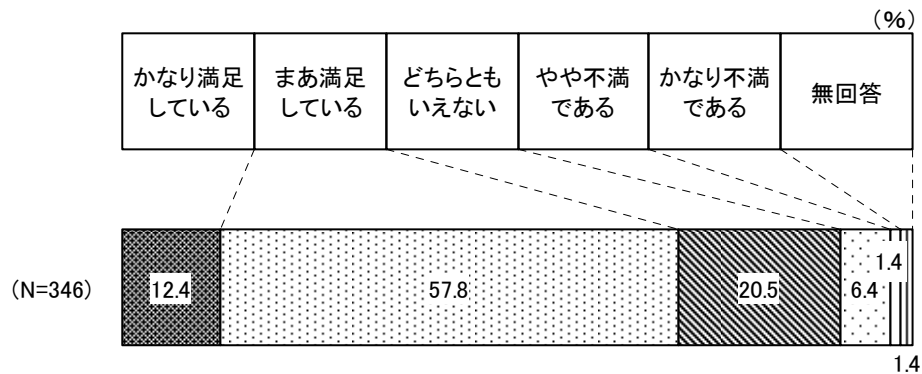 (%)
かなり満足
している
まあ満足
している
どちらとも
いえない
やや不満
である
かなり不満
である
無回答
(N=346)
12.4
57.8
20.5
6.4
1.4
1.4